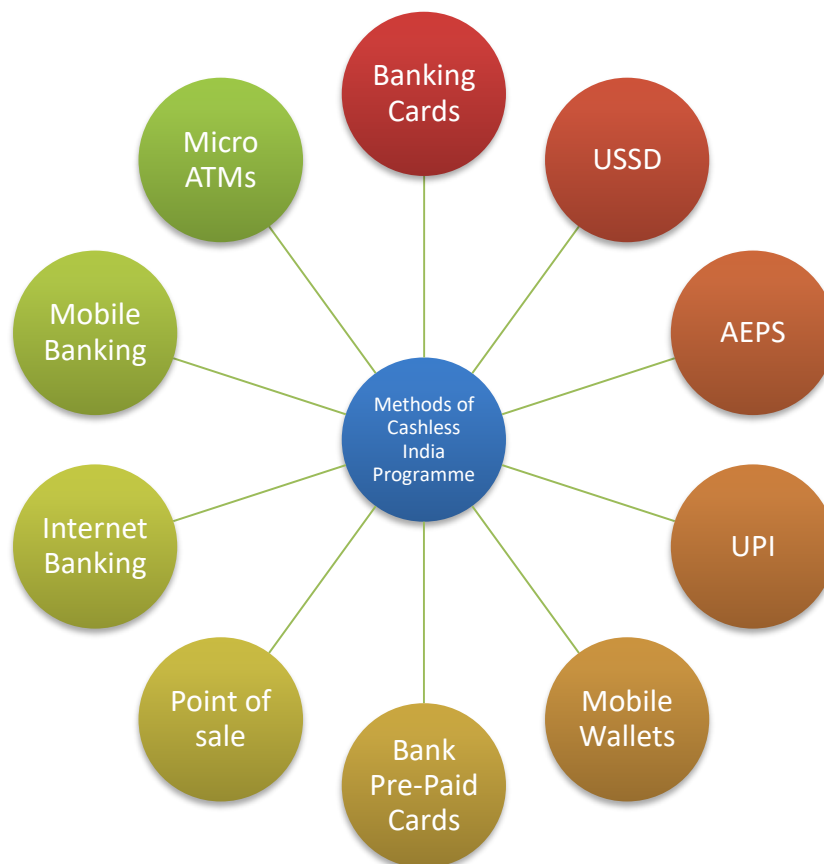 Banking
Cards
USSD
AEPS
UPI
Mobile
Wallets
Bank
Pre-Paid
Cards
Point of
sale
Internet
Banking
Mobile
Banking
Micro
ATMs
Methods of
Cashless
India
Programme